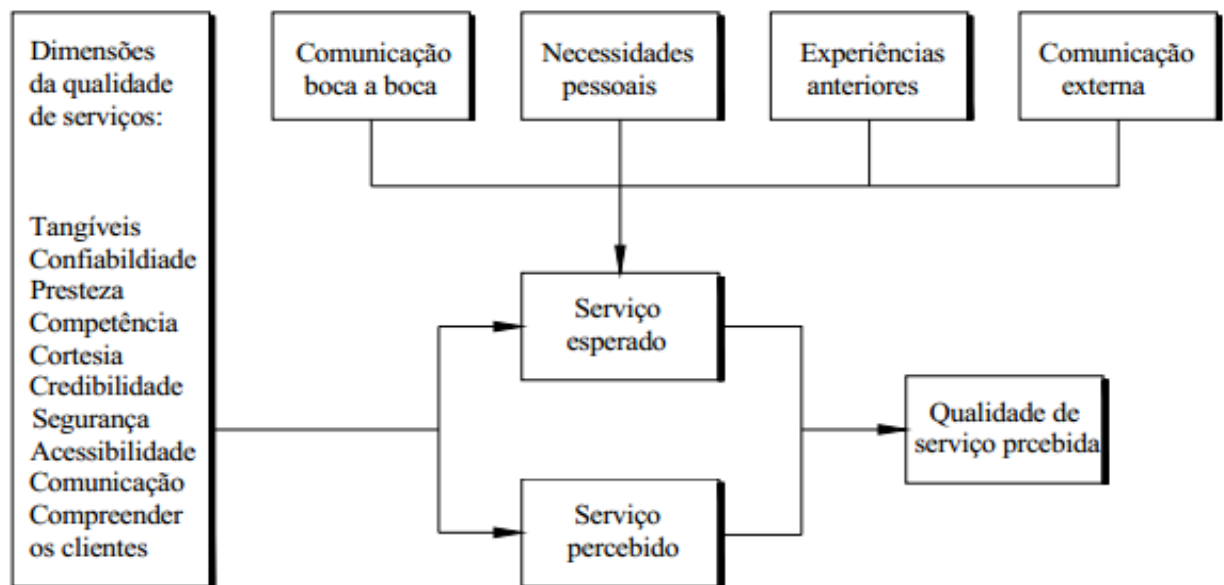 Dimensões
da qualidade
de serviços:
Tangíveis
Confiabildiade
Presteza
Competência
Cortesia
Credibilidade
Segurança
Acessibilidade
Comunicação
Compreender
os clientes
Comunicação
boca a boca
Necessidades
pessoais
Experiências
anteriores
Comunicação
externa
Serviço
esperado
Serviço
percebido
Qualidade de
serviço prcebida